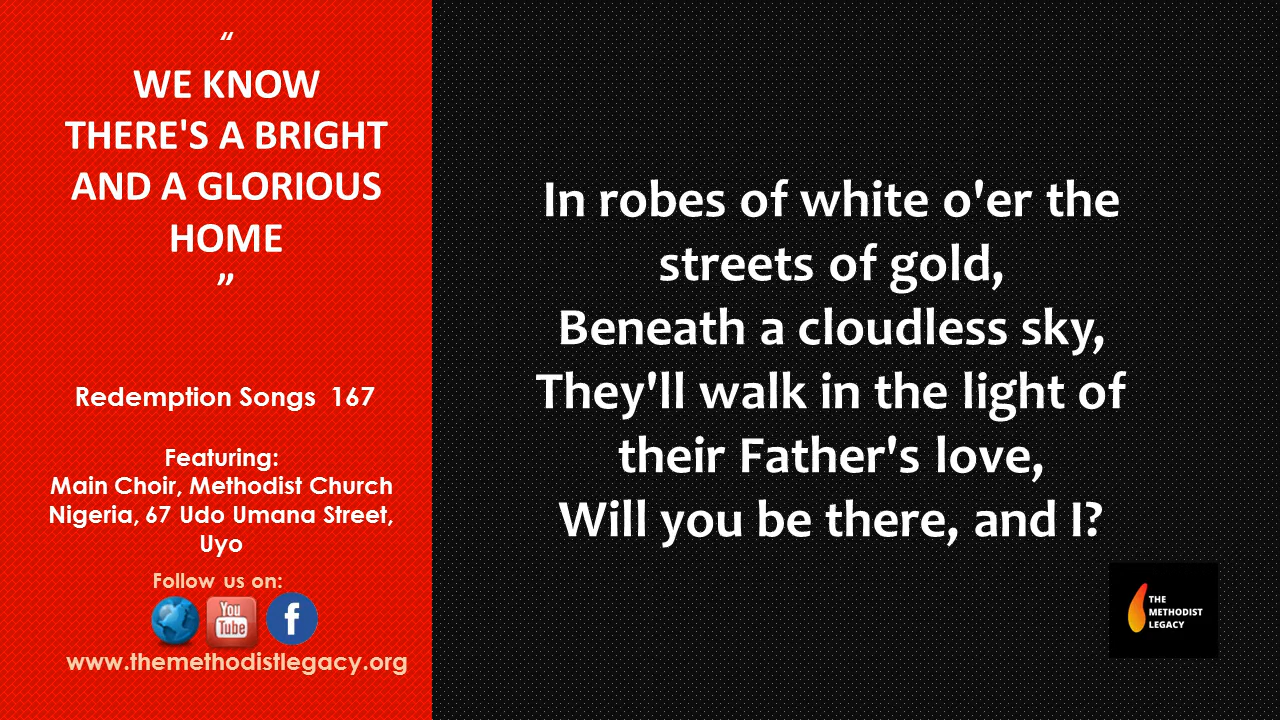 “
WE KNOW
THERE'S A BRIGHT
AND A GLORIOUS
HOME
”
Redemption Songs 167
Featuring:
Main Choir, Methodist Church
Nigeria, 67 Udo Umana Street,
Uyo
Follow us on:
You
Tube
f
www.themethodistlegacy.org
In robes of white o'er the
streets of gold,
Beneath a cloudless sky,
They'll walk in the light of
their Father's love,
Will you be there, and I?
THE
METHODIST
LEGACY